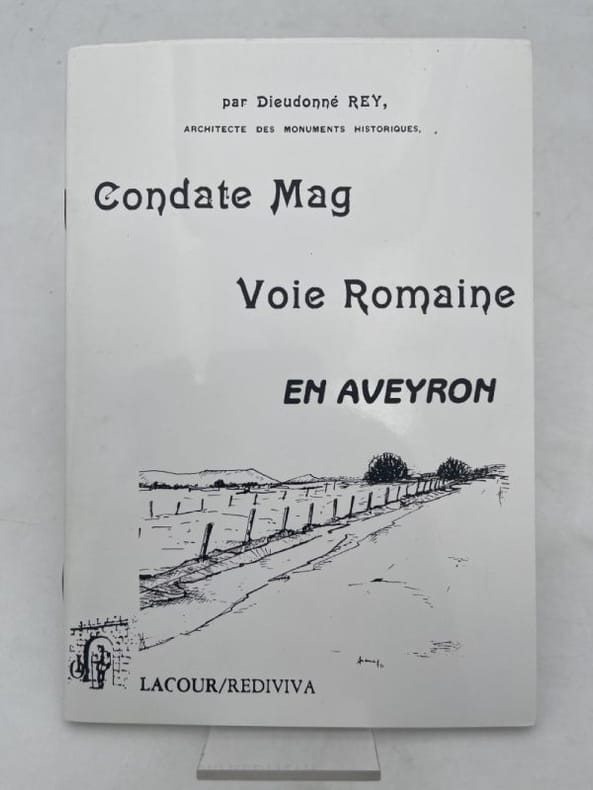 par Dieudonné REY,
ARCHITECTE DES MONUMENTS HISTORIQUES,
Condate Mag
Voie Romaine
EN AVEYRON
LACOUR/REDIVIVA